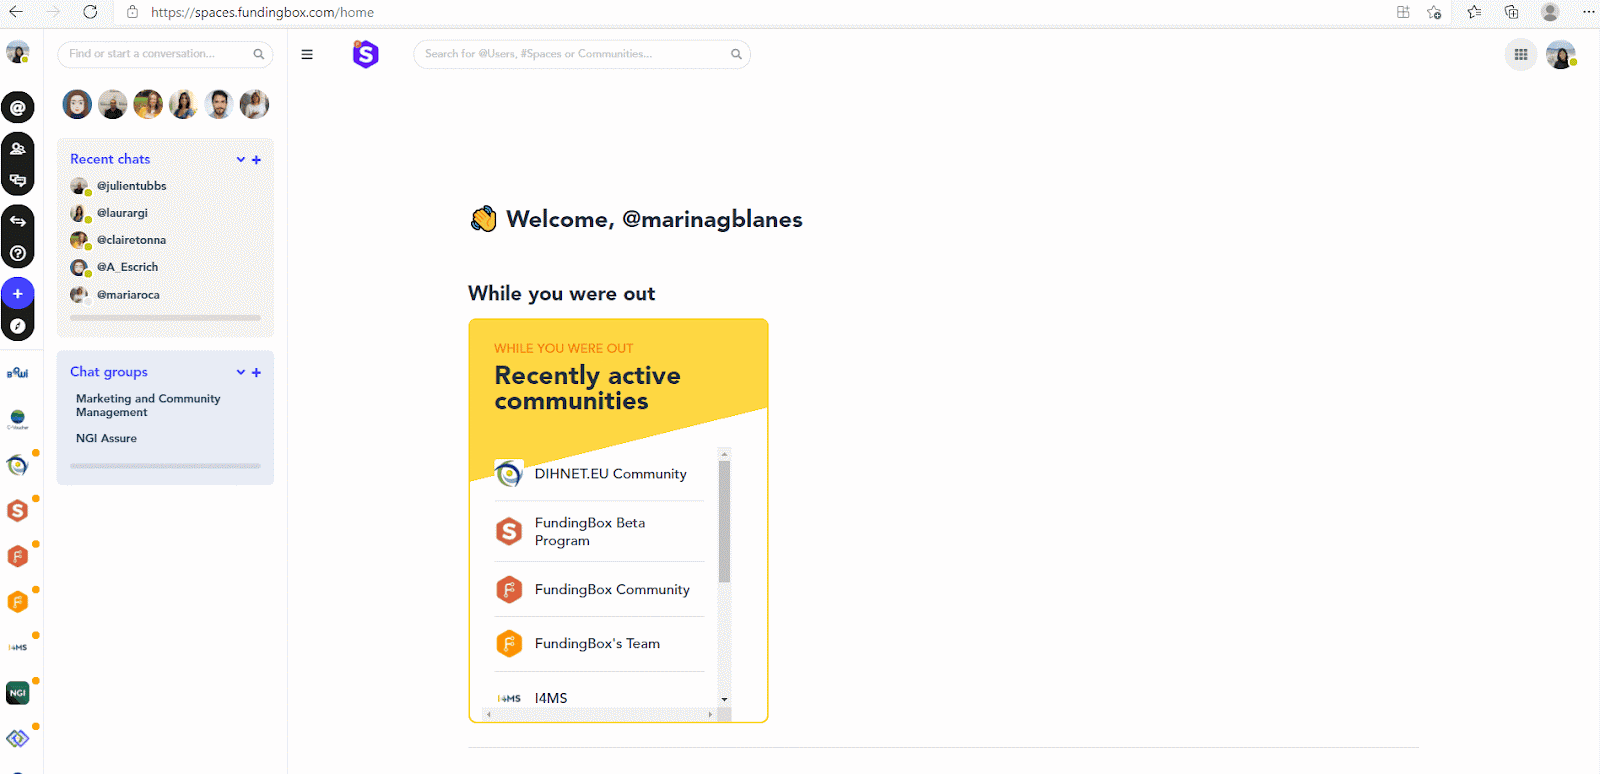 https://spaces.fundingbox.com/home
Find or start a conversation...
Search for @Users, #Spaces or Communities...
Recent chats
@julientubbs
@laurargi
@clairetonna
@A_Escrich
@mariaroca
Chat groups
Marketing and Community
Management
NGI Assure
👏 Welcome, @marinagblanes
While you were out
WHILE YOU WERE OUT
Recently active
communities
DIHNET.EU Community
FundingBox Beta
Program
FundingBox Community
FundingBox's Team
I4MS I4MS
I4MS
NGI